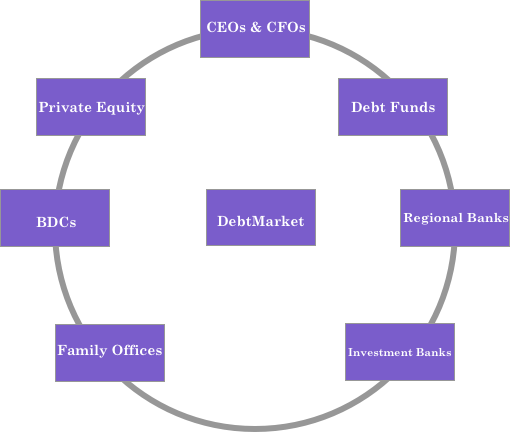 CEOs & CFOs
Private Equity
Debt Funds
BDCs
DebtMarket
Regional Banks
Family Offices
Investment Banks